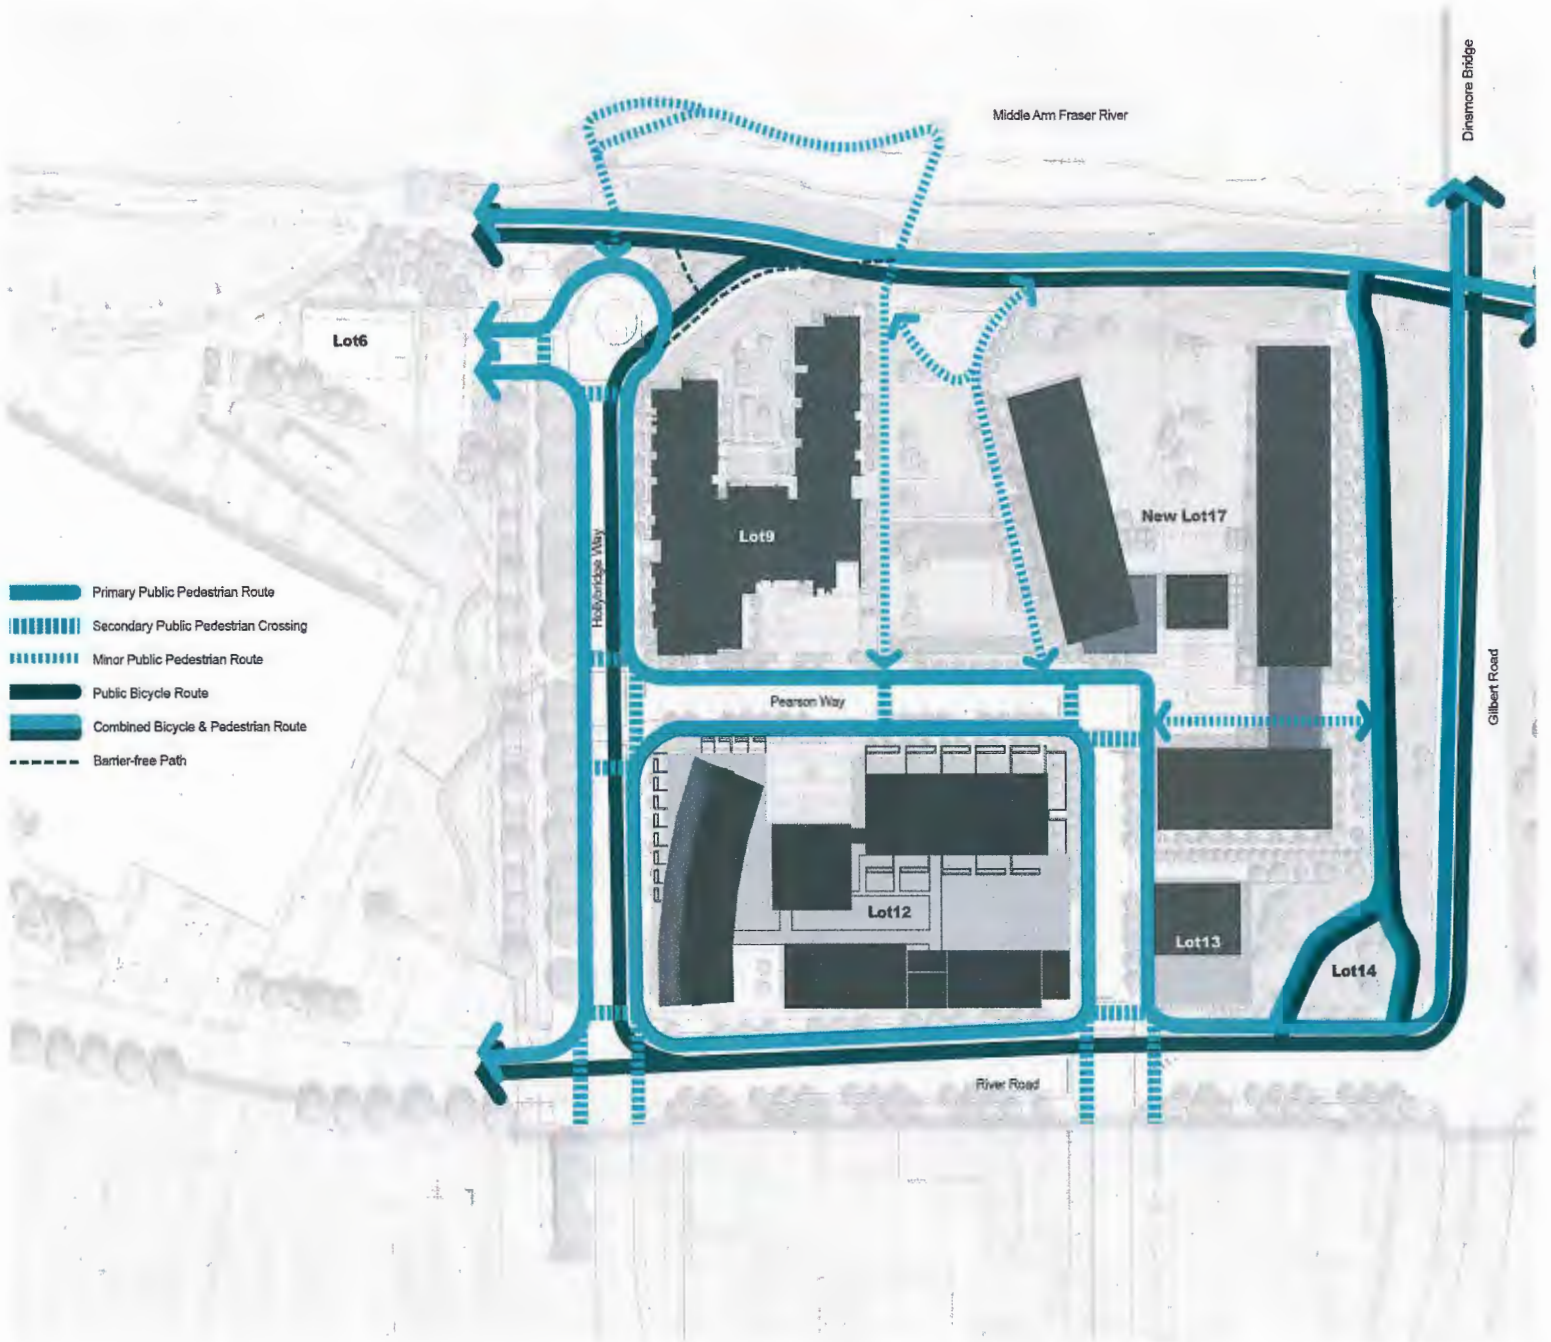 Dinsmore Bridge
Middle Arm Fraser River
Lot6
New Lot17
Lot9
Hollybridge Way
Primary Public Pedestrian Route
Secondary Public Pedestrian Crossing
Minor Public Pedestrian Route
Public Bicycle Route
Combined Bicycle & Pedestrian Route
Barrier-free Path
Gilbert Road
Pearson Way
Lot12
Lot13
Lot14
River Road